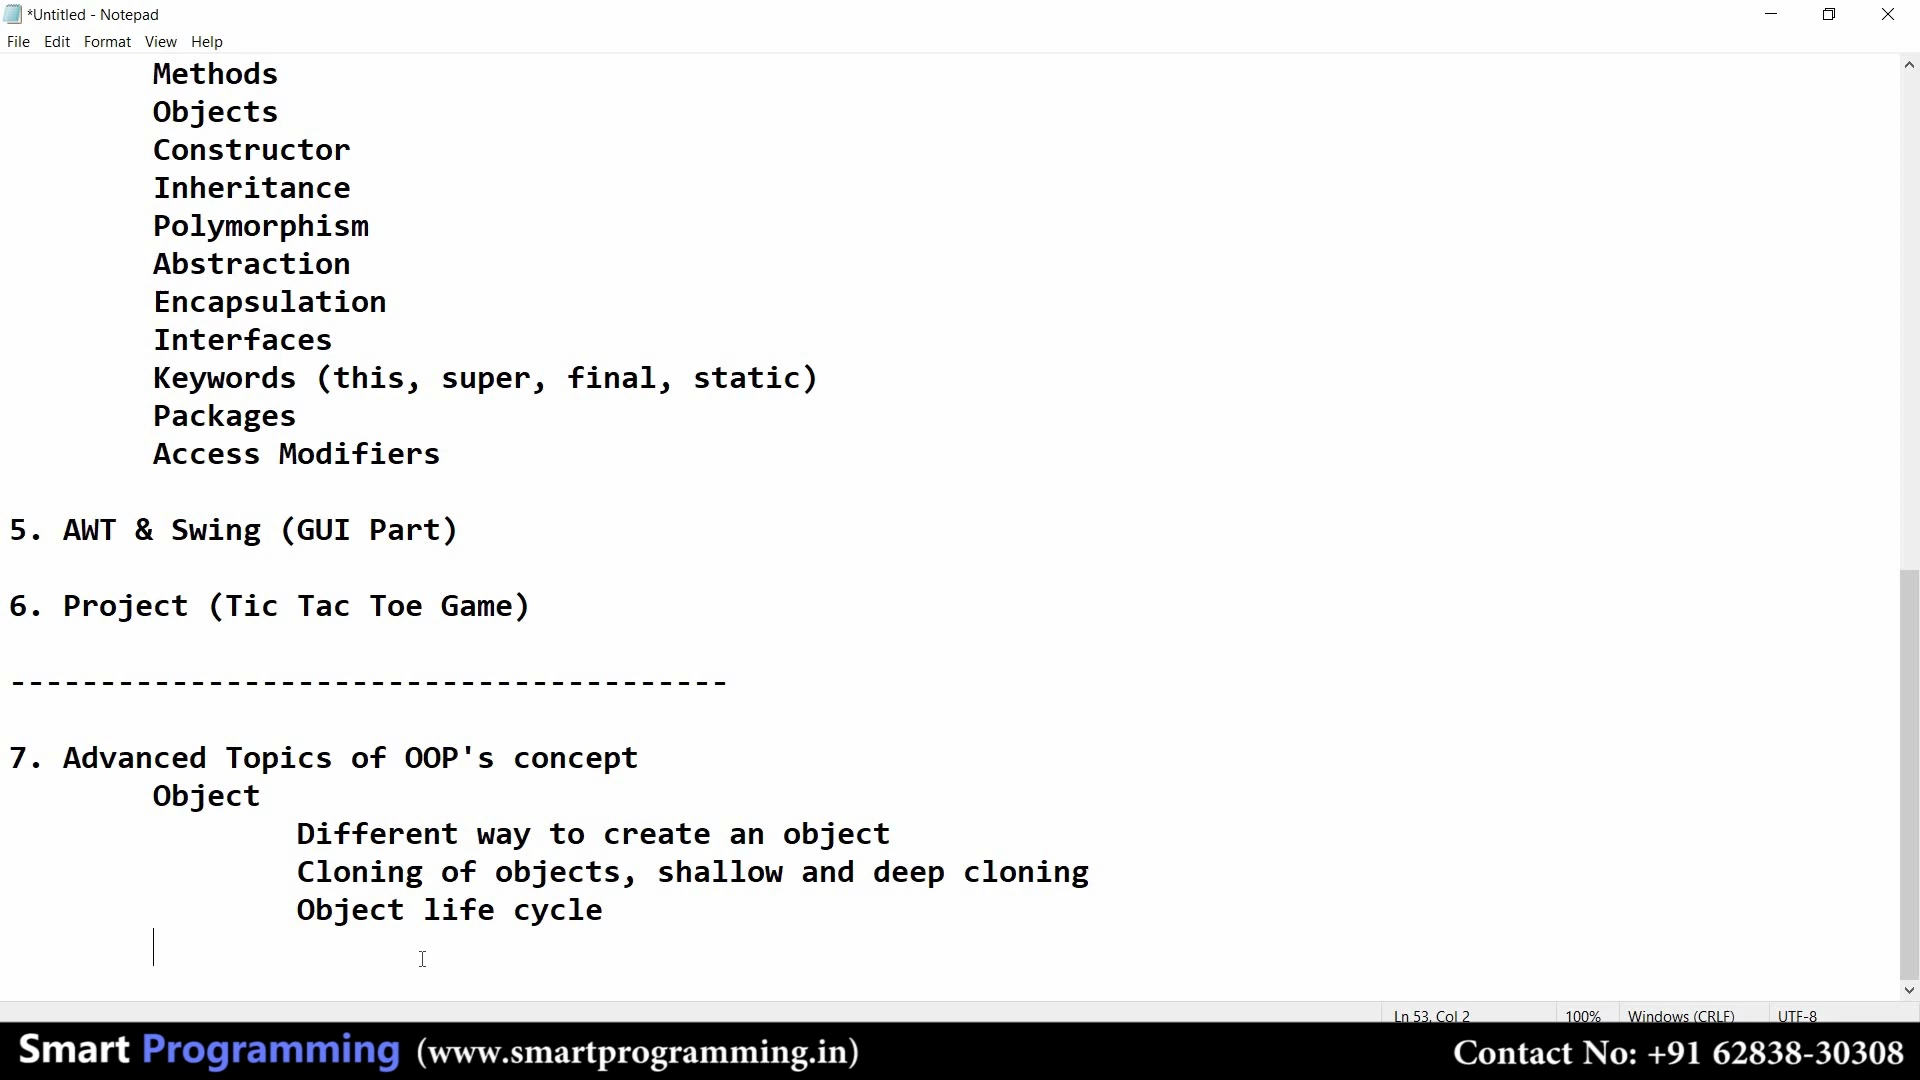 *Untitled - Notepad
File Edit Format View Help
Methods
Objects
Constructor
Inheritance
Polymorphism
Abstraction
Encapsulation
Interfaces
Keywords (this, super, final, static)
Packages
Access Modifiers
5. AWT & Swing (GUI Part)
6. Project (Tic Tac Toe Game)
----------------------------------------
7. Advanced Topics of OOP's concept
Object
Different way to create an object
Cloning of objects, shallow and deep cloning
Object life cycle
Ln 53, Col 2 100% Windows (CRLF) UTF-8
Smart Programming (www.smartprogramming.in) Contact No: +91 62838-30308